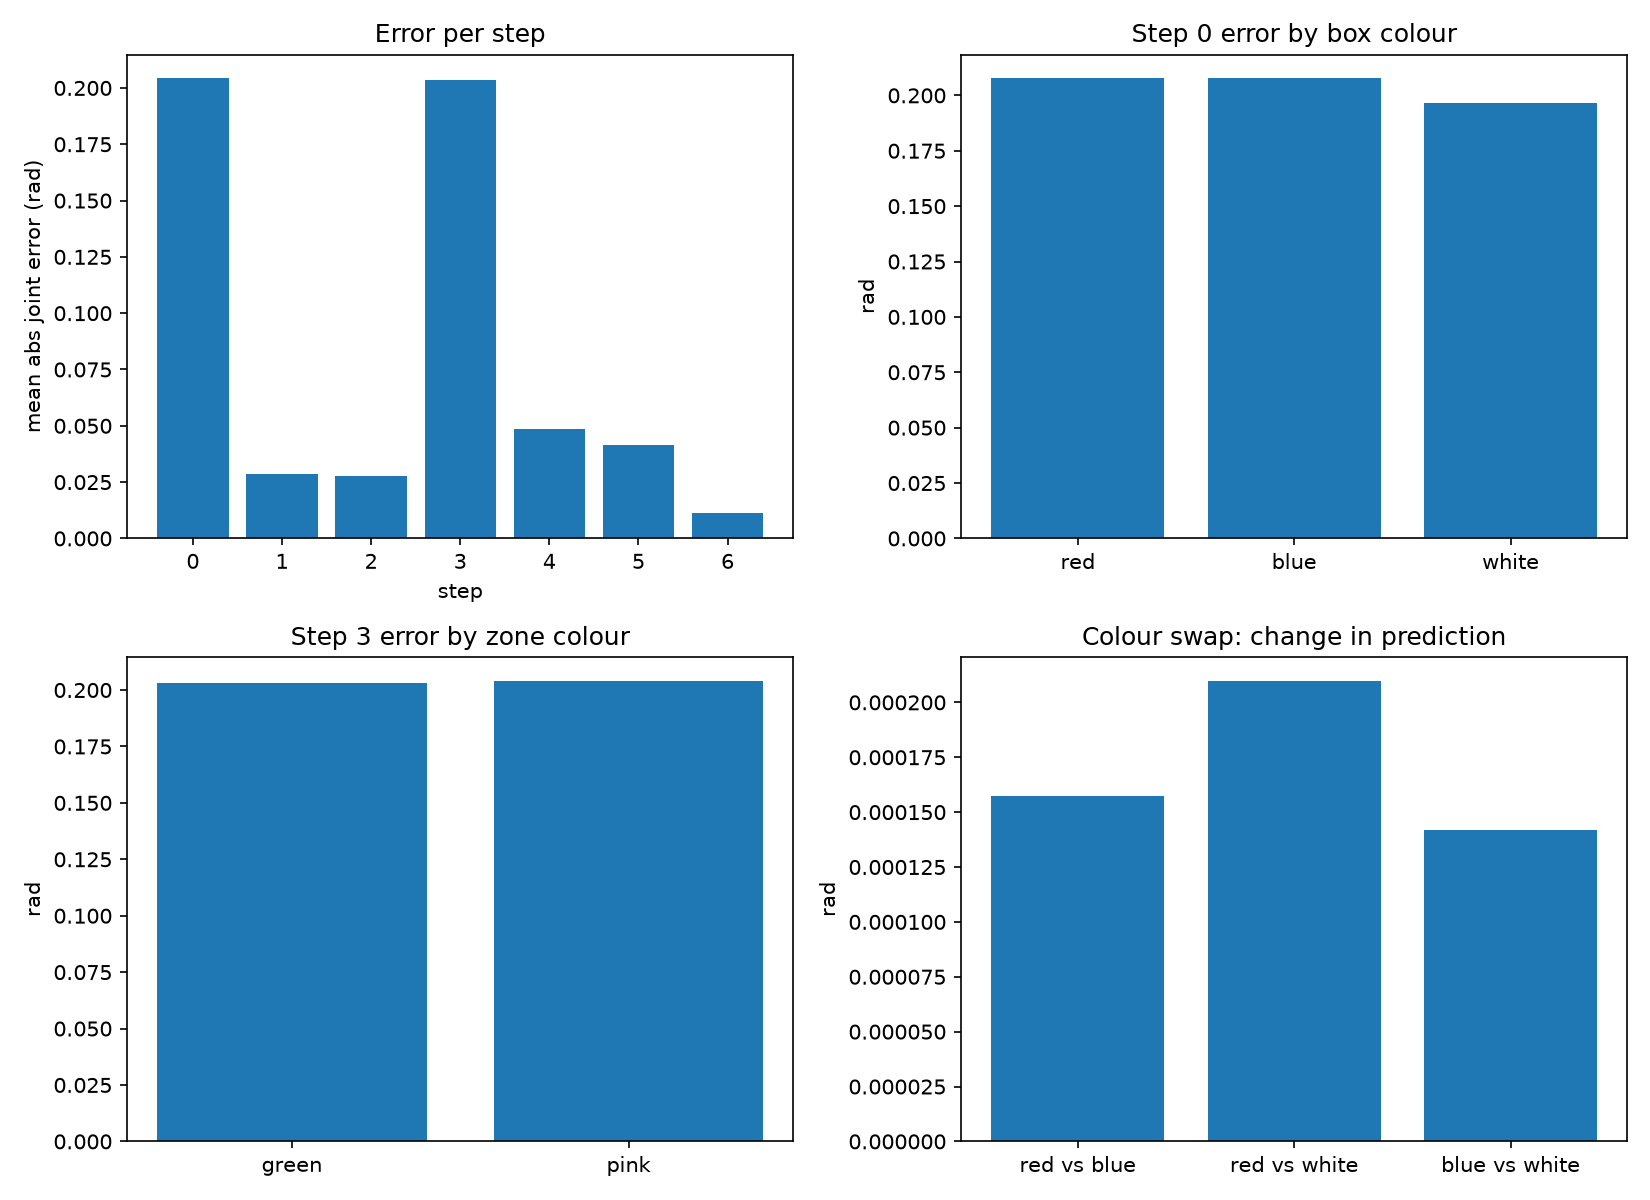 Error per step
mean abs joint error (rad)
0.200
0.175
0.150
0.125
0.100
0.075
0.050
0.025
0.000
0 1 2 3 4 5 6
step
Step 0 error by box colour
rad
0.200
0.175
0.150
0.125
0.100
0.075
0.050
0.025
0.000
red blue white
Step 3 error by zone colour
rad
0.200
0.175
0.150
0.125
0.100
0.075
0.050
0.025
0.000
green pink
Colour swap: change in prediction
rad
0.000200
0.000175
0.000150
0.000125
0.000100
0.000075
0.000050
0.000025
0.000000
red vs blue red vs white blue vs white